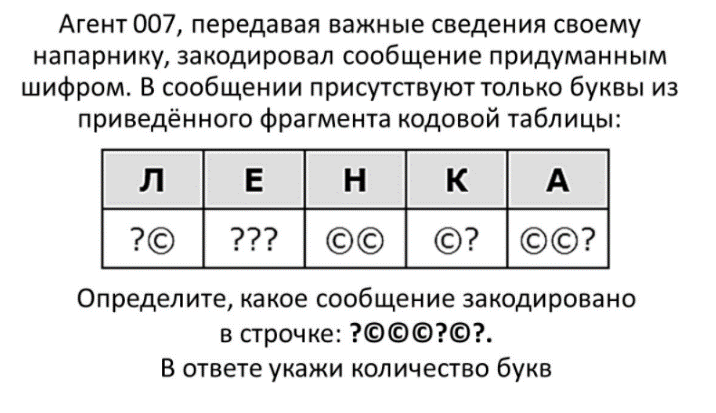 Агент 007, передавая важные сведения своему
напарнику, закодировал сообщение придуманным
шифром. В сообщении присутствуют только буквы из
приведённого фрагмента кодовой таблицы:
Л Е Н К А
?© ??? ©© ©? ©©?
Определите, какое сообщение закодировано
в строчке: ?©©©?©?.
В ответе укажи количество букв